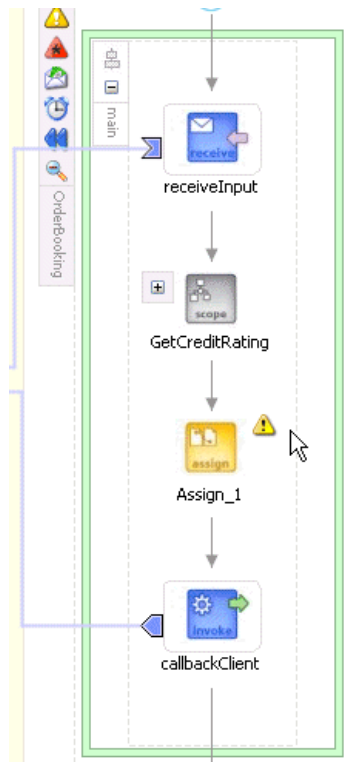 main
receive
receiveInput
OrderBooking
scope
GetCreditRating
assign
Assign_1
invoke
callbackClient